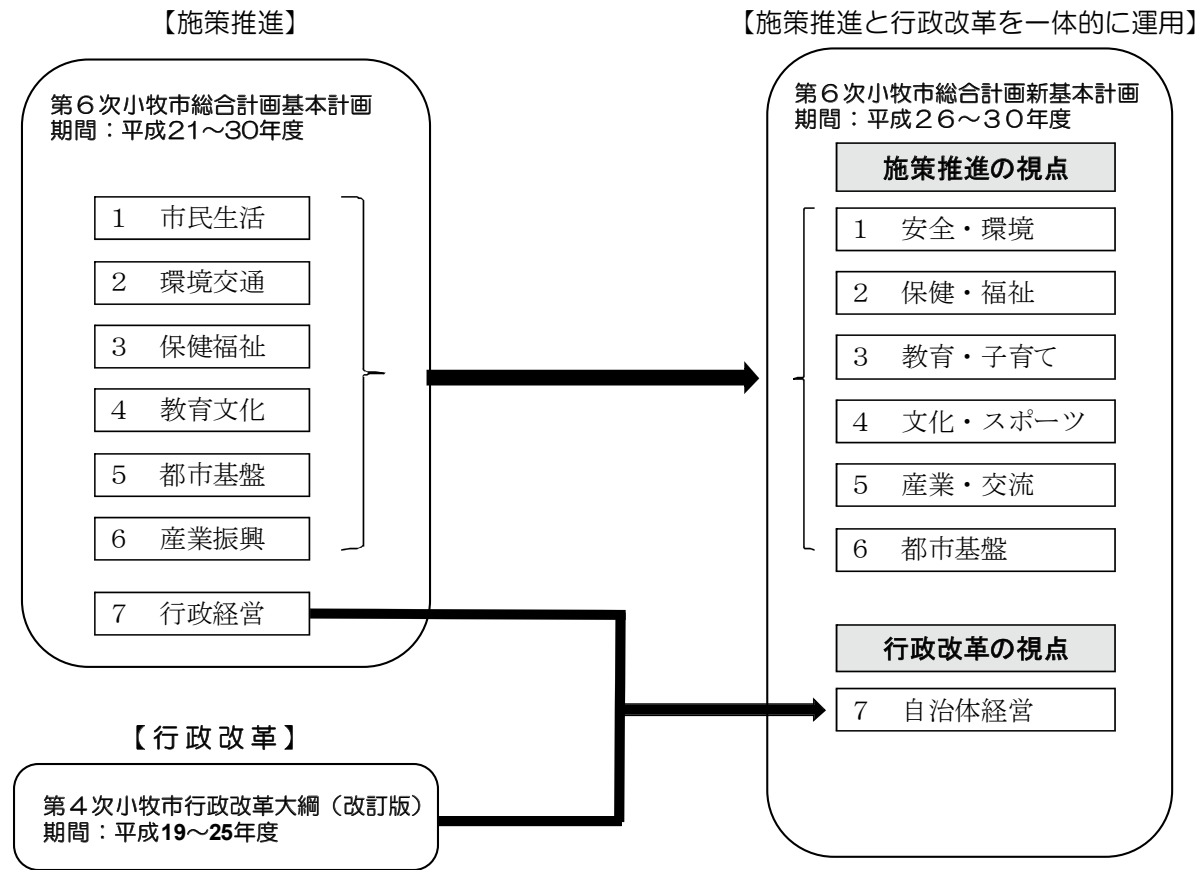 【施策推進】
第６次小牧市総合計画基本計画
期間：平成21～30年度
1 市民生活
2 環境交通
3 保健福祉
4 教育文化
5 都市基盤
6 産業振興
7 行政経営
【行政改革】
第４次小牧市行政改革大綱（改訂版）
期間：平成19～25年度
【施策推進と行政改革を一体的に運用】
第６次小牧市総合計画新基本計画
期間：平成２６～３０年度
施策推進の視点
1 安全・環境
2 保健・福祉
3 教育・子育て
4 文化・スポーツ
5 産業・交流
6 都市基盤
行政改革の視点
7 自治体経営